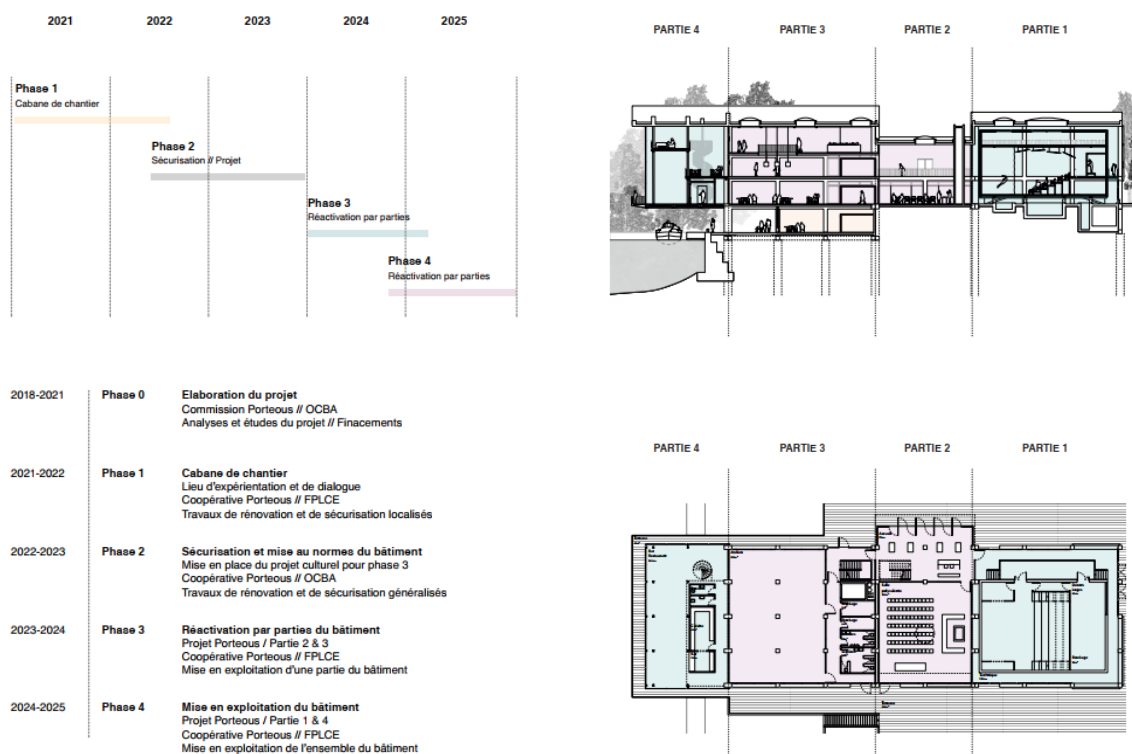 2021 2022 2023 2024 2025
Phase 1
Cabane de chantier
Phase 2
Sécurisation // Projet
Phase 3
Réactivation par parties
Phase 4
Réactivation par parties
PARTIE 4 PARTIE 3 PARTIE 2 PARTIE 1
2018-2021 Phase 0 Elaboration du projet
Commission Porteous // OCBA
Analyses et études du projet // Finacements
2021-2022 Phase 1 Cabane de chantier
Lieu d'expérientation et de dialogue
Coopérative Porteous // FPLCE
Travaux de rénovation et de sécurisation localisés
2022-2023 Phase 2 Sécurisation et mise au normes du bâtiment
Mise en place du projet culturel pour phase 3
Coopérative Porteous // OCBA
Travaux de rénovation et de sécurisation généralisés
2023-2024 Phase 3 Réactivation par parties du bâtiment
Projet Porteous / Partie 2 & 3
Coopérative Porteous // FPLCE
Mise en exploitation d'une partie du bâtiment
2024-2025 Phase 4 Mise en exploitation du bâtiment
Projet Porteous / Partie 1 & 4
Coopérative Porteous // FPLCE
Mise en exploitation de l'ensemble du bâtiment
PARTIE 4 PARTIE 3 PARTIE 2 PARTIE 1